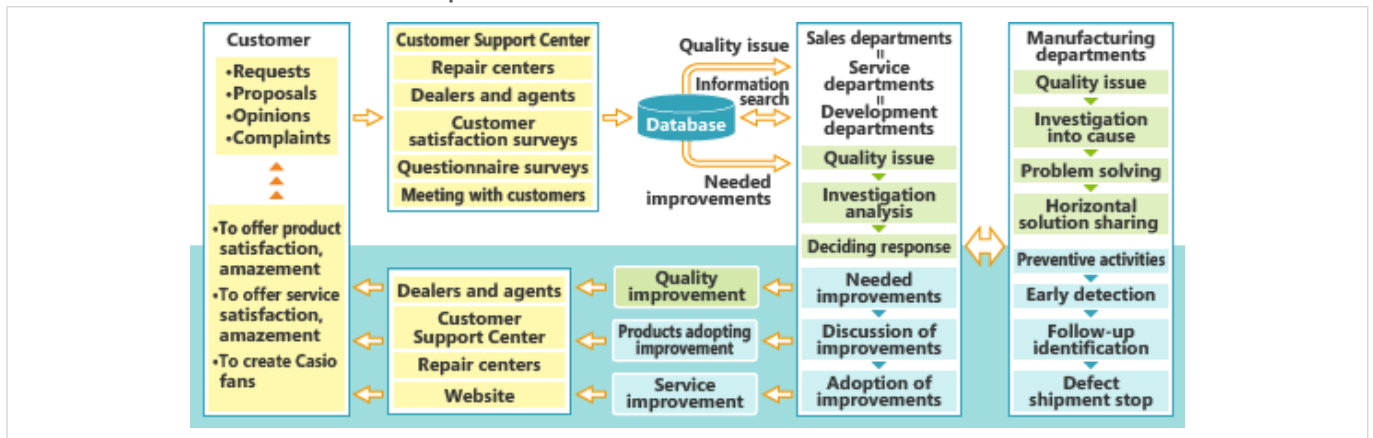 Customer
•Requests
•Proposals
•Opinions
•Complaints
•To offer product
satisfaction,
amazement
•To offer service
satisfaction,
amazement
•To create Casio
fans
Customer Support Center
Repair centers
Dealers and agents
Customer
satisfaction surveys
Questionnaire surveys
Meeting with customers
Quality issue
Information
search
Database
Needed
improvements
Sales departments
=
Service
departments
=
Development
departments
Quality issue
Investigation
analysis
Deciding response
Needed
improvements
Discussion of
improvements
Adoption of
improvements
Manufacturing
departments
Quality issue
Investigation
into cause
Problem solving
Horizontal
solution sharing
Preventive activities
Early detection
Follow-up
identification
Defect
shipment stop
Quality
improvement
Products adopting
improvement
Service
improvement
Dealers and agents
Customer
Support Center
Repair centers
Website